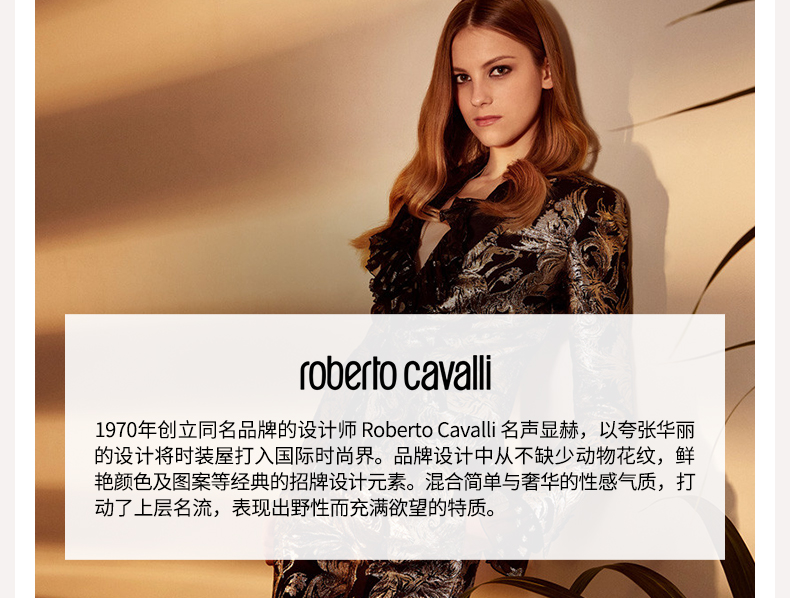 roberto cavalli
1970年创立同名品牌的设计师 Roberto Cavalli 名声显赫，以夸张华丽
的设计将时装屋打入国际时尚界。品牌设计中从不缺少动物花纹，鲜
艳颜色及图案等经典的招牌设计元素。混合简单与奢华的性感气质，打
动了上层名流，表现出野性而充满欲望的特质。